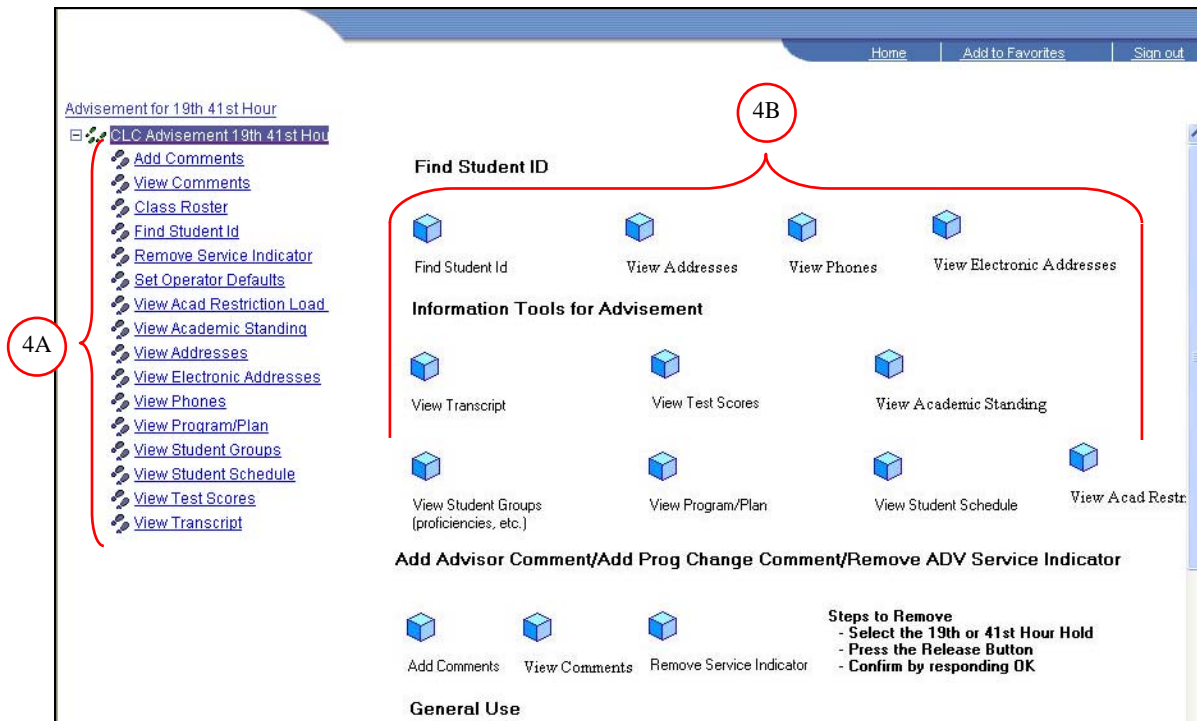 Home Add to Favorites Sign out
Advisement for 19th 41st Hour
CLC Advisement 19th 41st Hou
Add Comments
View Comments
Class Roster
Find Student Id
Remove Service Indicator
Set Operator Defaults
View Acad Restriction Load
View Academic Standing
View Addresses
View Electronic Addresses
View Phones
View Program/Plan
View Student Groups
View Student Schedule
View Test Scores
View Transcript
4A
4B
Find Student ID
Find Student Id View Addresses View Phones View Electronic Addresses
Information Tools for Advisement
View Transcript View Test Scores View Academic Standing
View Student Groups View Program/Plan View Student Schedule View Acad Restr
(proficiencies, etc.)
Add Advisor Comment/Add Prog Change Comment/Remove ADV Service Indicator
Add Comments View Comments Remove Service Indicator
Steps to Remove
- Select the 19th or 41st Hour Hold
- Press the Release Button
- Confirm by responding OK
General Use